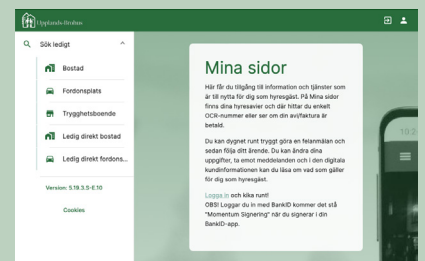 Upplands-Brohus
Sök ledigt
Bostad
Fordonsplats
Trygghetsboende
Ledig direkt bostad
Ledig direkt fordons...
Version: 5.19.3.5-E.10
Cookies
Mina sidor
Här får du tillgång till information och tjänster som
är till nytta för dig som hyresgäst. På Mina sidor
finns dina hyresavier och där hittar du enkelt
OCR-nummer eller ser om din avi/faktura är
betald.
Du kan dygnet runt tryggt göra en felanmälan och
sedan följa ditt ärende. Du kan ändra dina
uppgifter, ta emot meddelanden och i den digitala
kundinformationen kan du läsa om vad som gäller
för dig som hyresgäst.
Logga in och kika runt!
OBS! Loggar du in med BankID kommer det stå
"Momentum Signering" när du signerar i din
BankID-app.